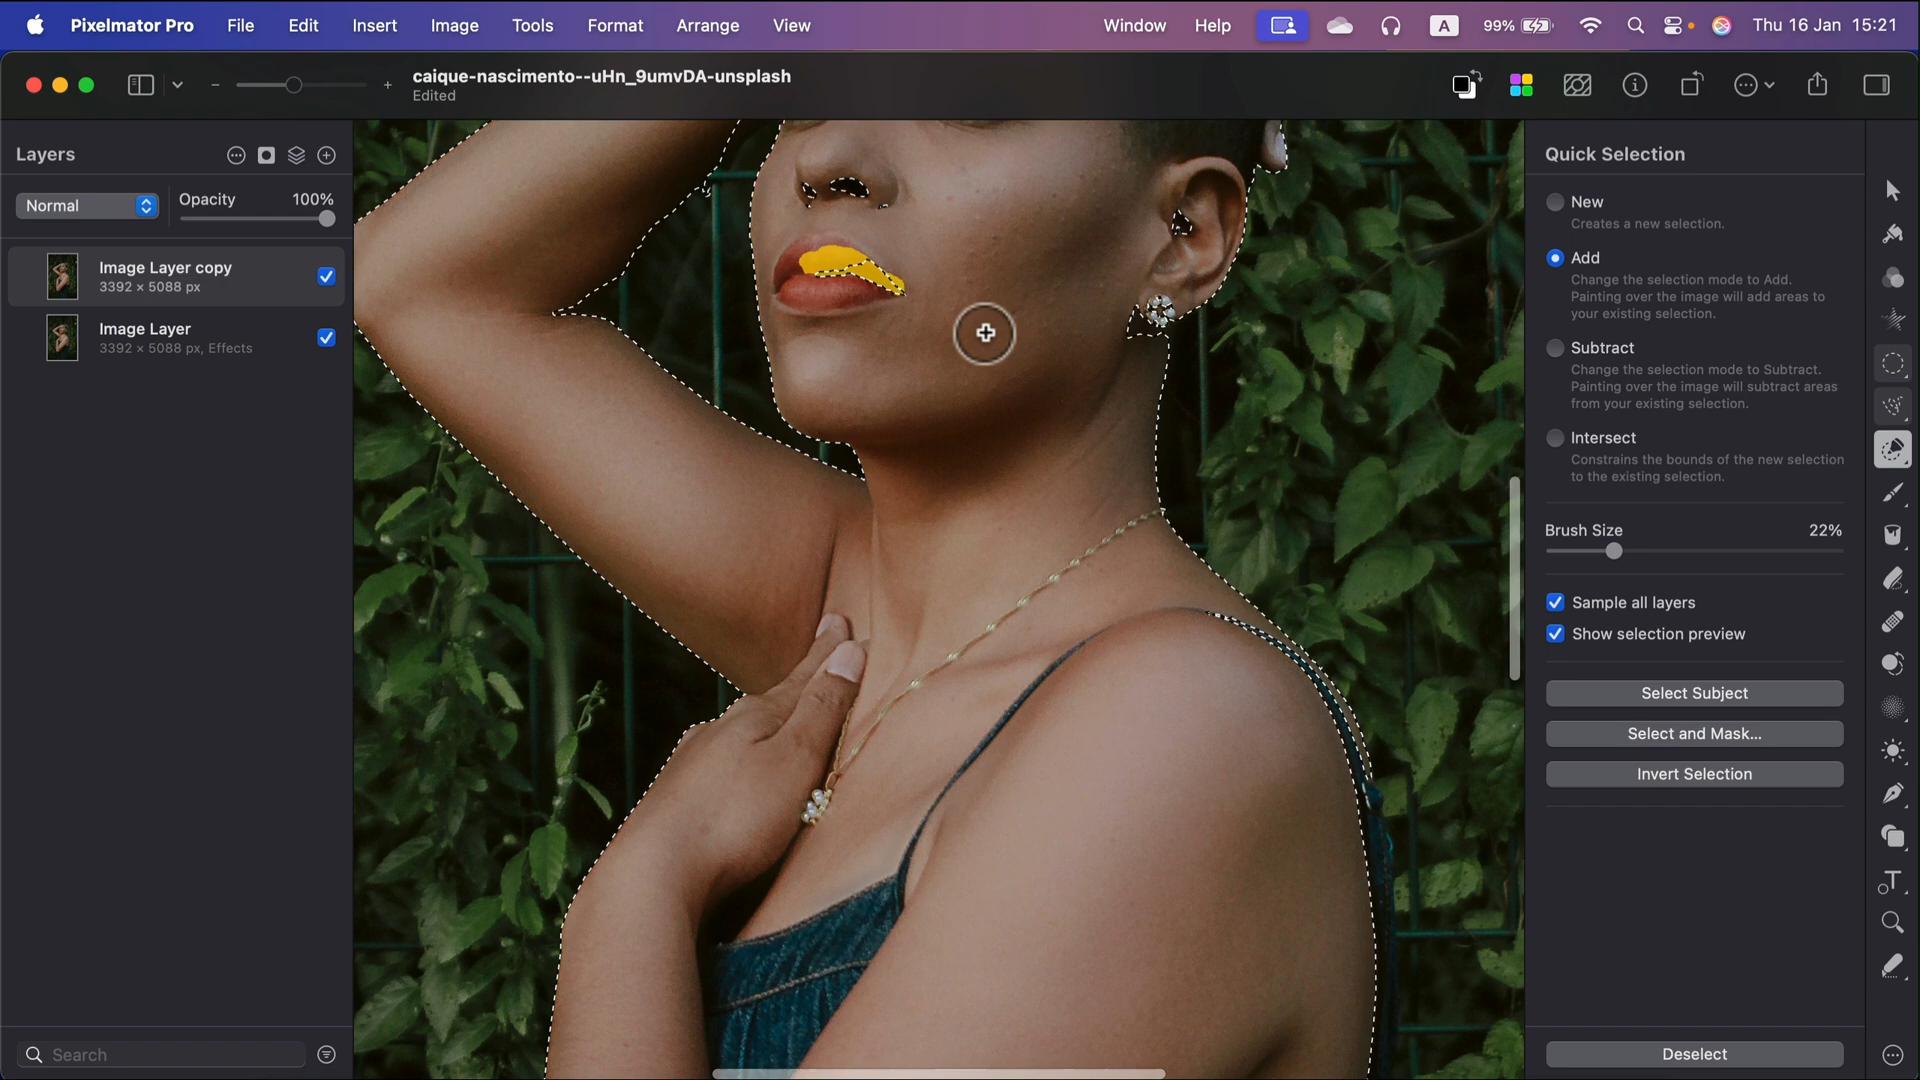 Pixelmator Pro File Edit Insert Image Tools Format Arrange View Window Help A 99% Thu 16 Jan 15:21
caique-nascimento--uHn_9umvDA-unsplash
Edited
Layers
Normal Opacity 100%
Image Layer copy
3392 × 5088 px
Image Layer
3392 × 5088 px, Effects
Search
Quick Selection
New
Creates a new selection.
Add
Change the selection mode to Add.
Painting over the image will add areas to
your existing selection.
Subtract
Change the selection mode to Subtract.
Painting over the image will subtract areas
from your existing selection.
Intersect
Constrains the bounds of the new selection
to the existing selection.
Brush Size 22%
Sample all layers
Show selection preview
Select Subject
Select and Mask...
Invert Selection
Deselect